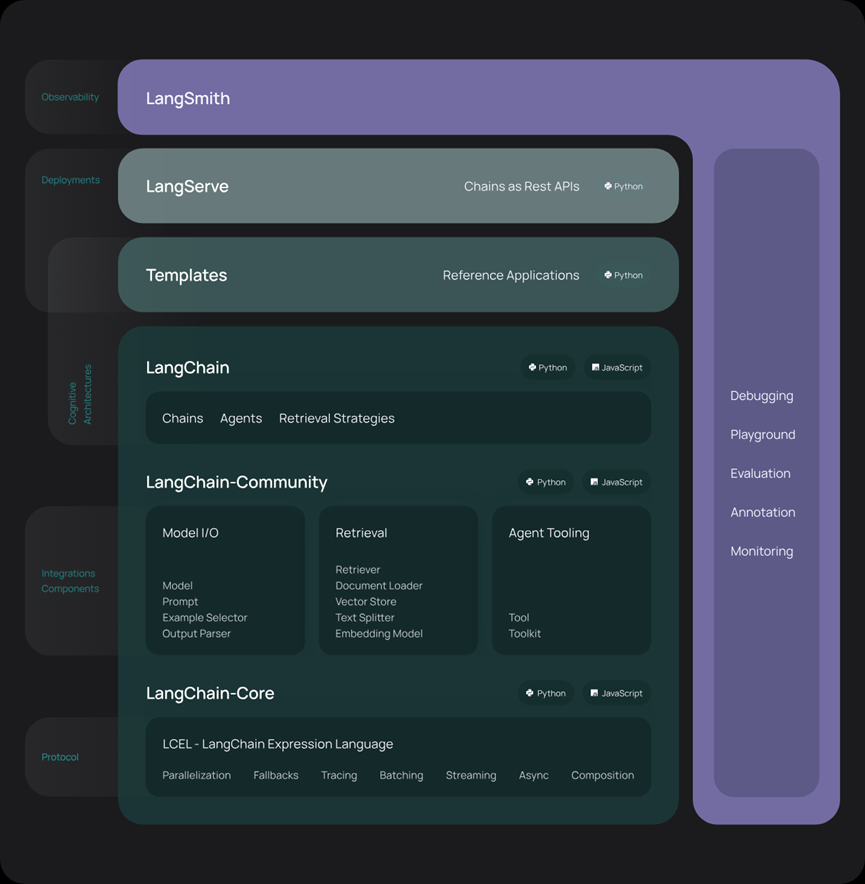 Observability
LangSmith
Deployments
LangServe
Chains as Rest APIs
Python
Templates
Reference Applications
Python
Cognitive
Architectures
LangChain
Python
JavaScript
Chains Agents Retrieval Strategies
LangChain-Community
Python
JavaScript
Integrations
Components
Model I/O
Model
Prompt
Example Selector
Output Parser
Retrieval
Retriever
Document Loader
Vector Store
Text Splitter
Embedding Model
Agent Tooling
Tool
Toolkit
LangChain-Core
Python
JavaScript
Protocol
LCEL - LangChain Expression Language
Parallelization Fallbacks Tracing Batching Streaming Async Composition
Debugging
Playground
Evaluation
Annotation
Monitoring